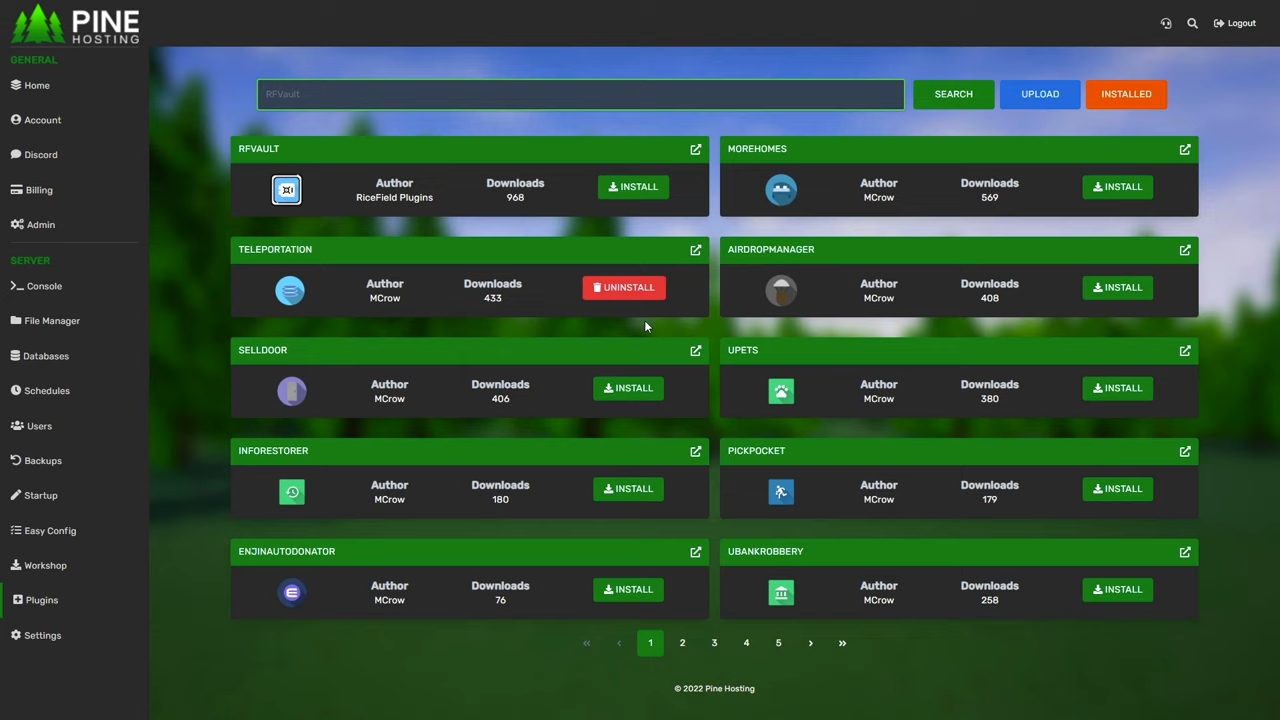 PINE
HOSTING
Logout
GENERAL
Home
Account
Discord
Billing
Admin
SERVER
Console
File Manager
Databases
Schedules
Users
Backups
Startup
Easy Config
Workshop
Plugins
Settings
RFVault
SEARCH
UPLOAD
INSTALLED
RFVAULT
Author
RiceField Plugins
Downloads
968
INSTALL
MOREHOMES
Author
MCrow
Downloads
569
INSTALL
TELEPORTATION
Author
MCrow
Downloads
433
UNINSTALL
AIRDROPMANAGER
Author
MCrow
Downloads
408
INSTALL
SELLDOOR
Author
MCrow
Downloads
406
INSTALL
UPETS
Author
MCrow
Downloads
380
INSTALL
INFORESTORER
Author
MCrow
Downloads
180
INSTALL
PICKPOCKET
Author
MCrow
Downloads
179
INSTALL
ENJINAUTODONATOR
Author
MCrow
Downloads
76
INSTALL
UBANKROBBERY
Author
MCrow
Downloads
258
INSTALL
« ‹ 1 2 3 4 5 › »
© 2022 Pine Hosting